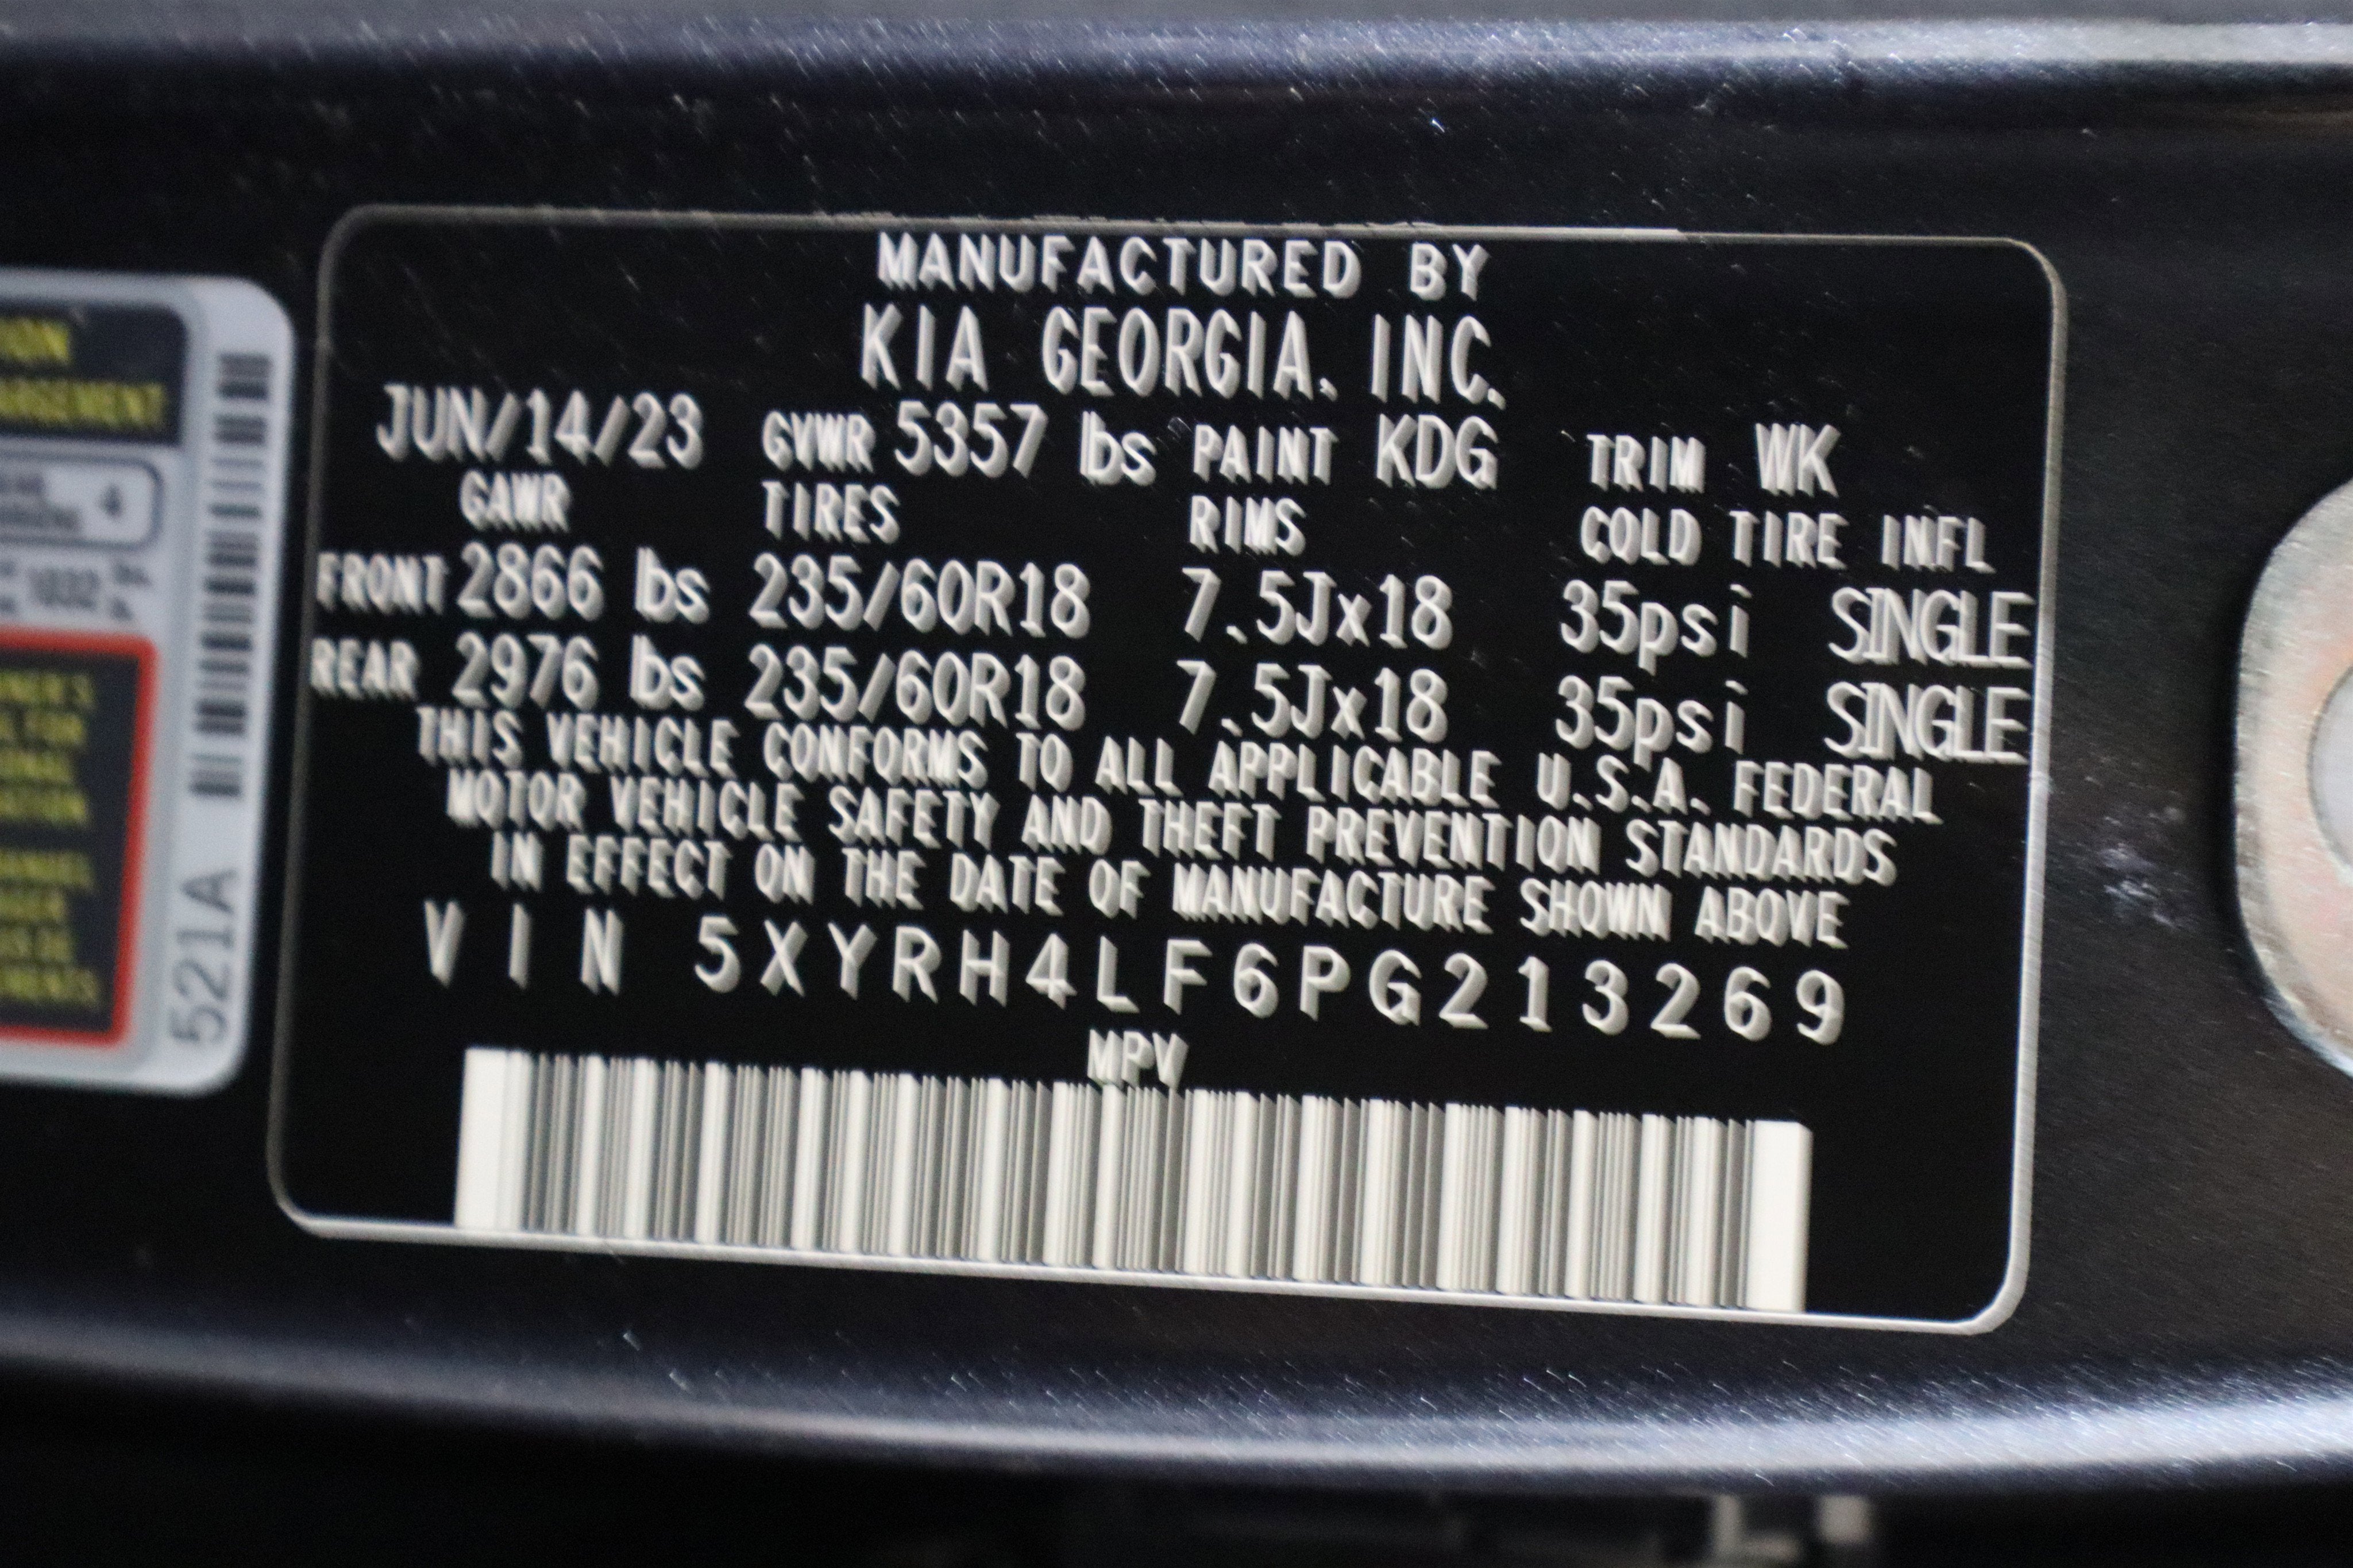 MANUFACTURED BY
KIA GEORGIA, INC.
JUN/14/23 GVWR 5357 lbs PAINT KDG TRIM WK
GAWR TIRES RIMS COLD TIRE INFL
FRONT 2866 lbs 235/60R18 7.5Jx18 35psi SINGLE
REAR 2976 lbs 235/60R18 7.5Jx18 35psi SINGLE
THIS VEHICLE CONFORMS TO ALL APPLICABLE U.S.A. FEDERAL
MOTOR VEHICLE SAFETY AND THEFT PREVENTION STANDARDS
IN EFFECT ON THE DATE OF MANUFACTURE SHOWN ABOVE
VIN 5XYRH4LF6PG213269
MPV
4
1032
521A